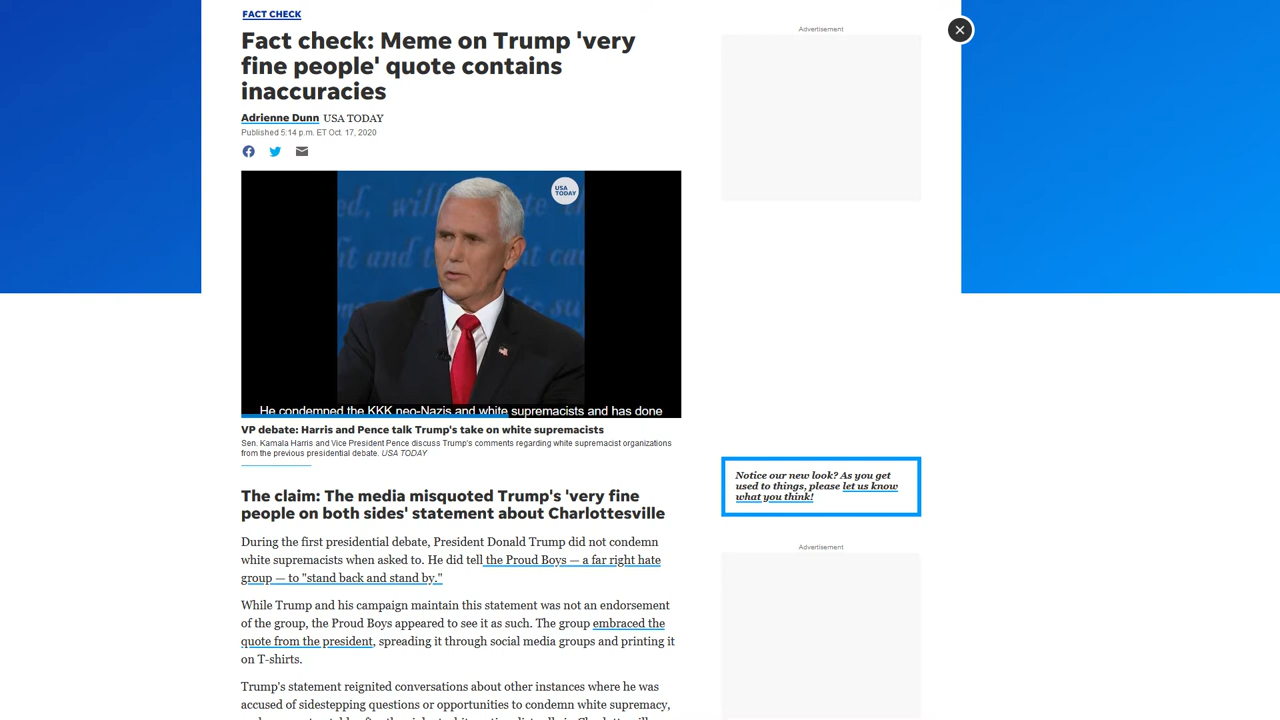 FACT CHECK
Fact check: Meme on Trump 'very
fine people' quote contains
inaccuracies
Adrienne Dunn USA TODAY
Published 5:14 p.m. ET Oct. 17, 2020
USA
TODAY
He condemned the KKK neo-Nazis and white supremacists and has done
VP debate: Harris and Pence talk Trump's take on white supremacists
Sen. Kamala Harris and Vice President Pence discuss Trump's comments regarding white supremacist organizations
from the previous presidential debate. USA TODAY
The claim: The media misquoted Trump's 'very fine
people on both sides' statement about Charlottesville
During the first presidential debate, President Donald Trump did not condemn
white supremacists when asked to. He did tell the Proud Boys — a far right hate
group — to "stand back and stand by."
While Trump and his campaign maintain this statement was not an endorsement
of the group, the Proud Boys appeared to see it as such. The group embraced the
quote from the president, spreading it through social media groups and printing it
on T-shirts.
Trump's statement reignited conversations about other instances where he was
accused of sidestepping questions or opportunities to condemn white supremacy,
Advertisement
Notice our new look? As you get
used to things, please let us know
what you think!
Advertisement